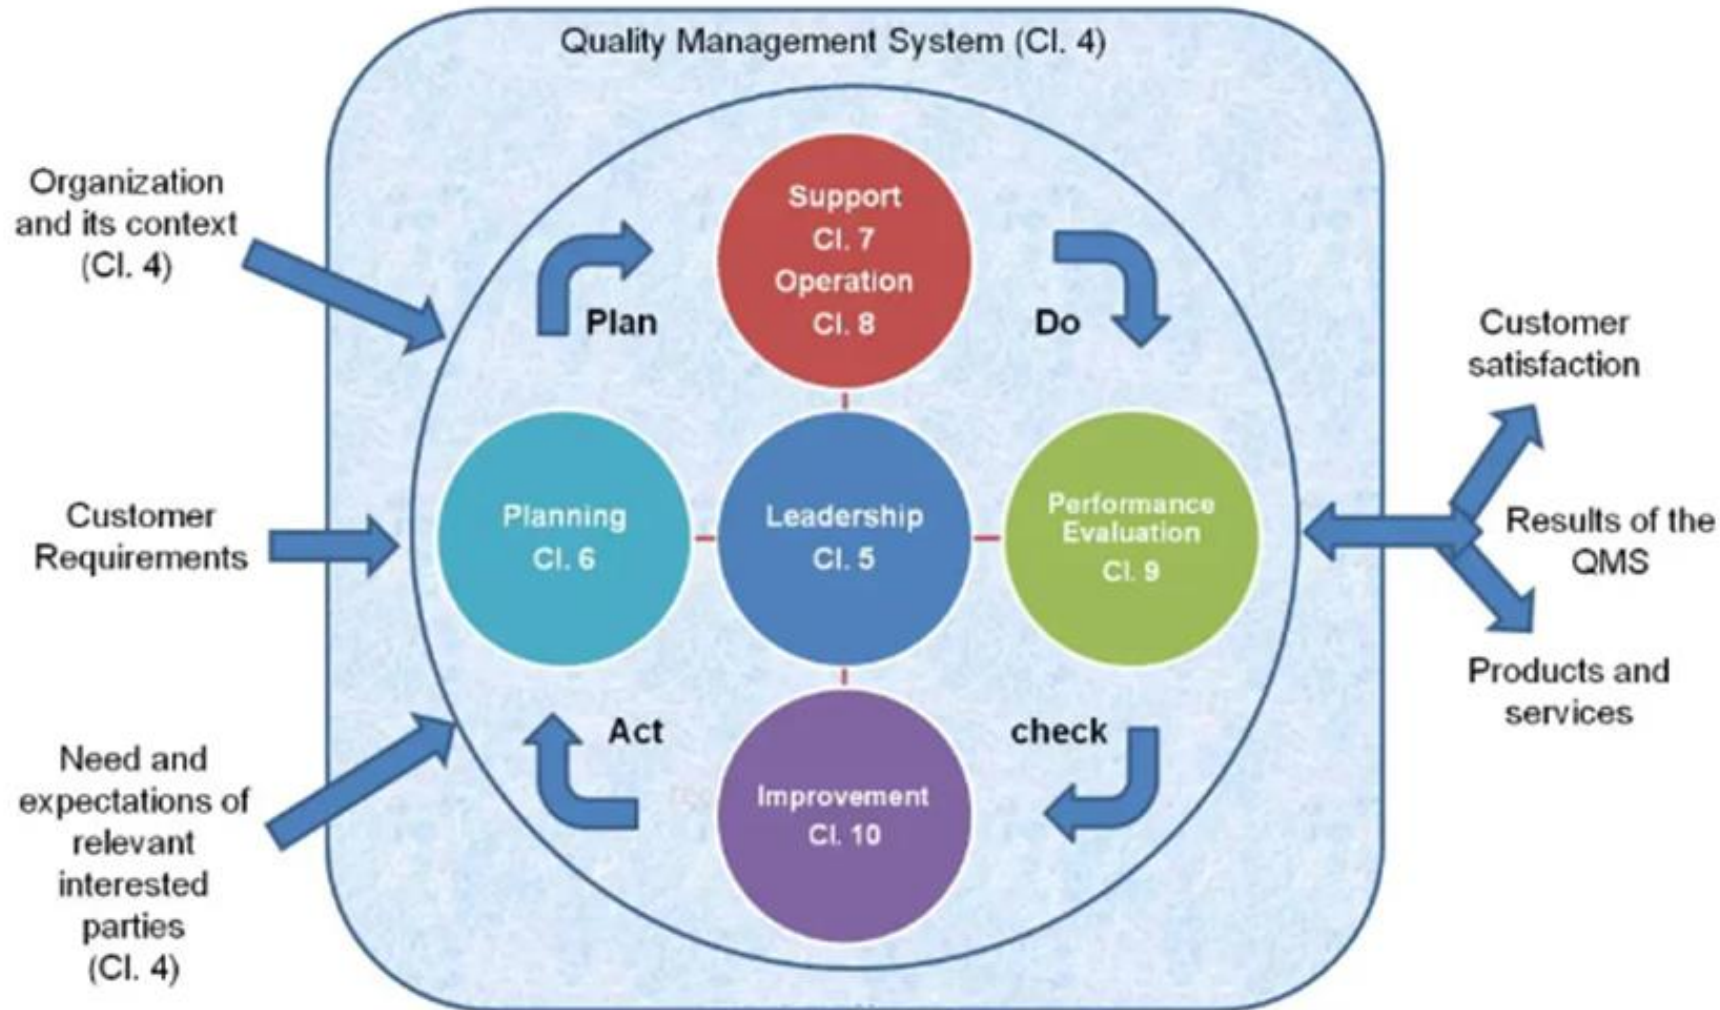 Quality Management System (Cl. 4)
Organization
and its context
(Cl. 4)
Support
Cl. 7
Operation
Cl. 8
Plan
Do
Customer
satisfaction
Customer
Requirements
Planning
Cl. 6
Leadership
Cl. 5
Performance
Evaluation
Cl. 9
Results of the
QMS
Products and
services
Need and
expectations of
relevant
interested
parties
(Cl. 4)
Act
check
Improvement
Cl. 10